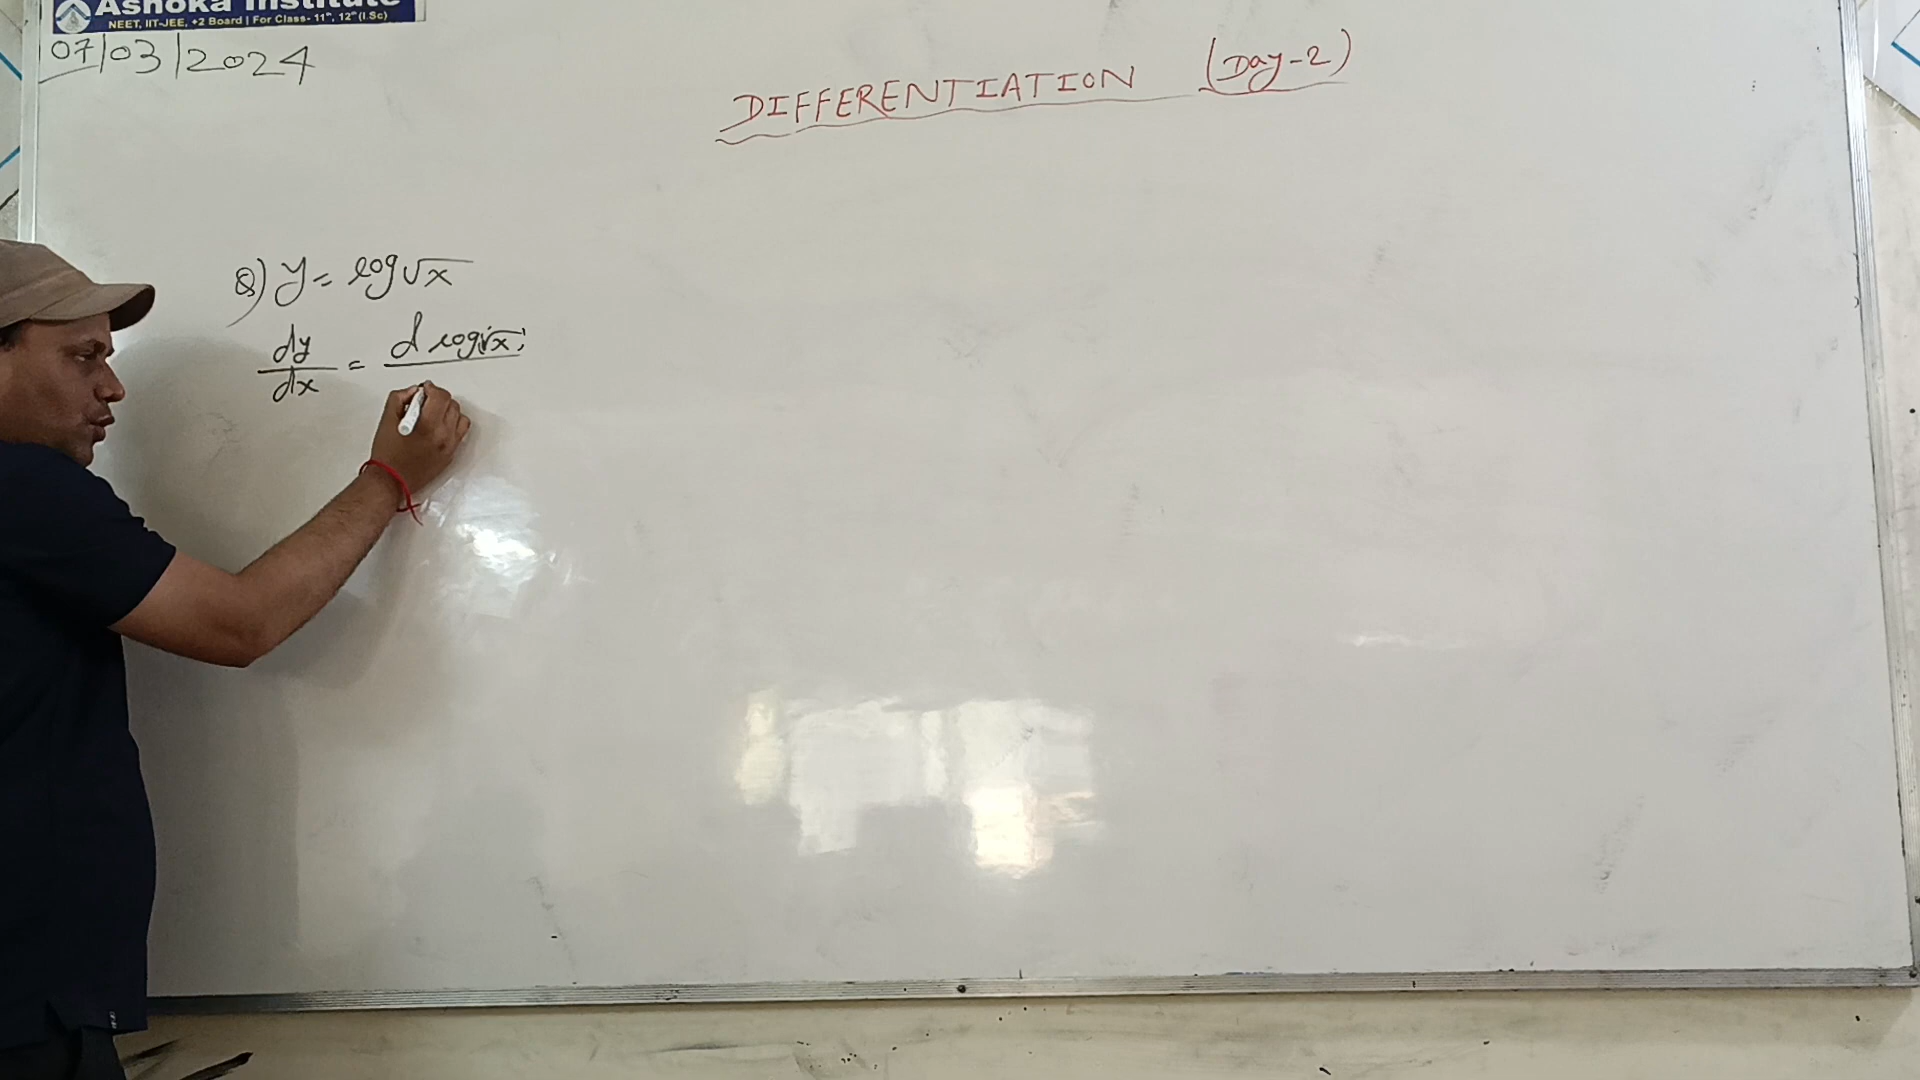 Ashoka Institute
NEET, IIT-JEE, +2 Board | For Class- 11th, 12th (I.Sc)
07/03/2024
DIFFERENTIATION (Day-2)
Q) y = log√x
dy/dx = d log(√x)